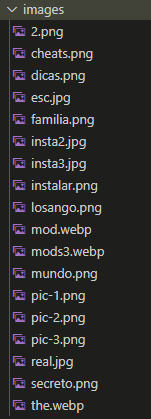 images
2.png
cheats.png
dicas.png
esc.jpg
familia.png
insta2.jpg
insta3.jpg
instalar.png
losango.png
mod.webp
mods3.webp
mundo.png
pic-1.png
pic-2.png
pic-3.png
real.jpg
secreto.png
the.webp